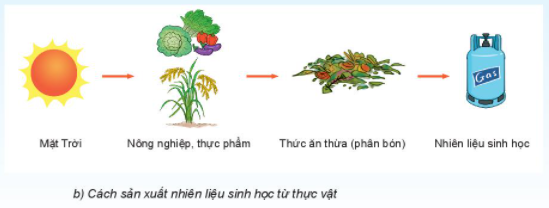 Gas
Mặt Trời
Nông nghiệp, thực phẩm
Thức ăn thừa (phân bón)
Nhiên liệu sinh học
b) Cách sản xuất nhiên liệu sinh học từ thực vật